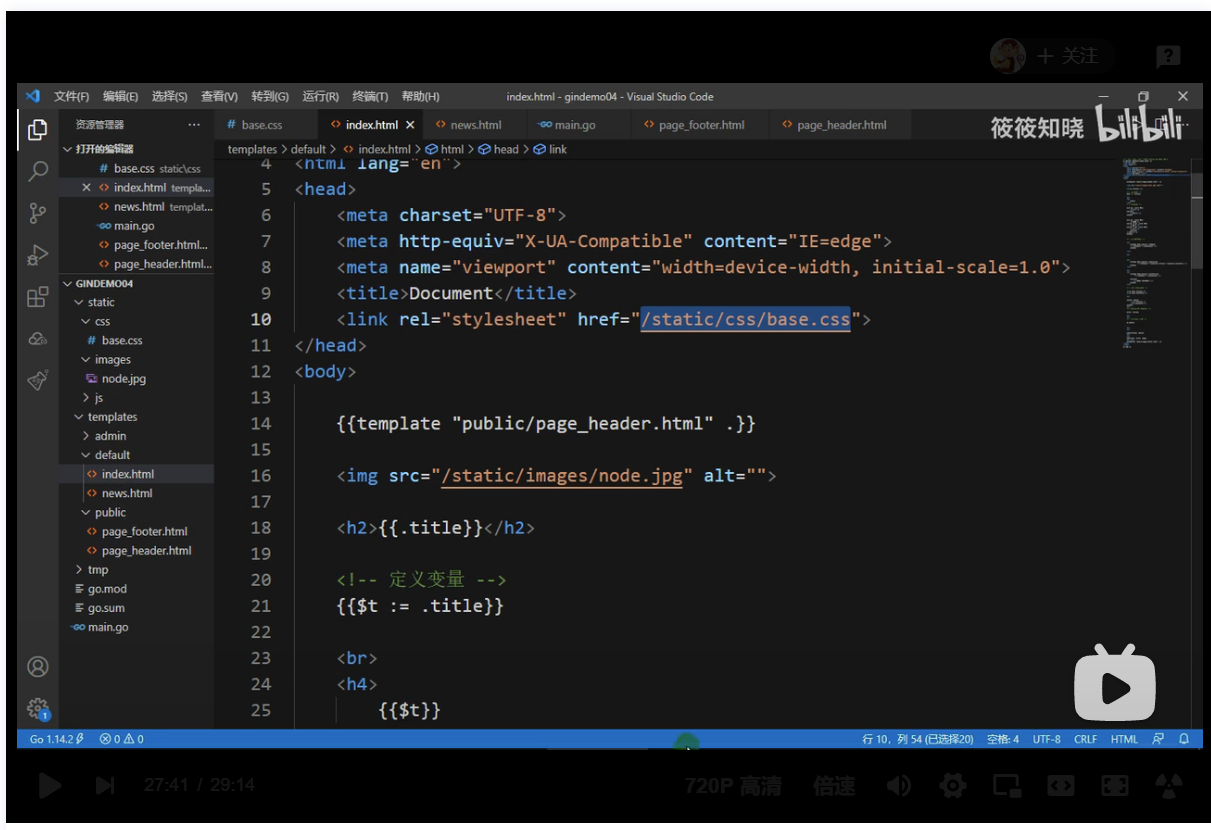 + 关注
文件(F) 编辑(E) 选择(S) 查看(V) 转到(G) 运行(R) 终端(T) 帮助(H) index.html - gindemo04 - Visual Studio Code
资源管理器 ···
# base.css
<> index.html ×
<> news.html
main.go
<> page_footer.html
<> page_header.html
筱筱知晓 bilibili
打开的编辑器
templates > default > <> index.html > html > head > link
# base.css static\css
× <> index.html templa...
<> news.html templat...
main.go
<> page_footer.html...
<> page_header.html...
GINDEMO04
static
css
# base.css
images
node.jpg
js
templates
admin
default
<> index.html
<> news.html
public
<> page_footer.html
<> page_header.html
tmp
go.mod
go.sum
main.go
4 <html lang="en">
5 <head>
6 <meta charset="UTF-8">
7 <meta http-equiv="X-UA-Compatible" content="IE=edge">
8 <meta name="viewport" content="width=device-width, initial-scale=1.0">
9 <title>Document</title>
10 <link rel="stylesheet" href="/static/css/base.css">
11 </head>
12 <body>
13
14 {{template "public/page_header.html" .}}
15
16 <img src="/static/images/node.jpg" alt="">
17
18 <h2>{{.title}}</h2>
19
20 <!-- 定义变量 -->
21 {{$t := .title}}
22
23 <br>
24 <h4>
25 {{$t}}
1
Go 1.14.2 0 0 行 10，列 54 (已选择20) 空格: 4 UTF-8 CRLF HTML
27:41 / 29:14 720P 高清 倍速